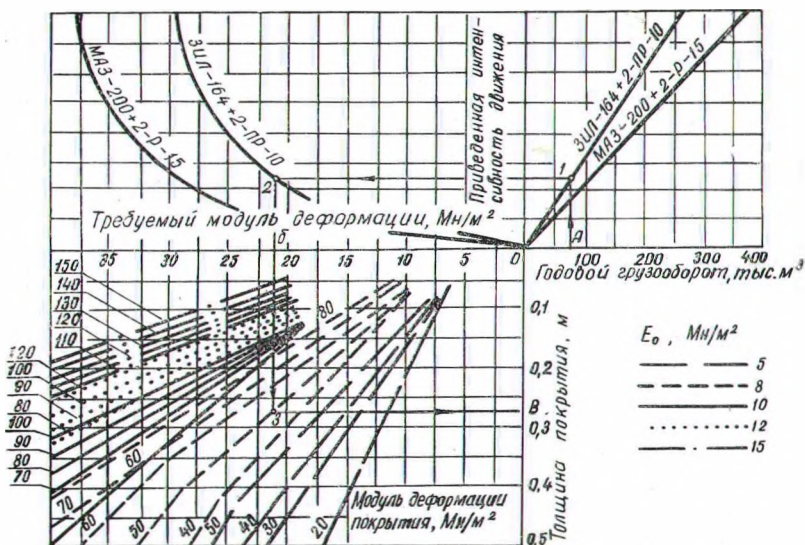 МАЗ-200+2-р-15
ЗИЛ-164+2-ПР-10
Приведенная интен-
сивность движения
ЗИЛ-164+2-ПР-10
МАЗ-200+2-р-15
1
2
А
Требуемый модуль деформации, Мн/м²
б
35 30 25 20 15 10 5 0 100 200 300 400
Годовой грузооборот, тыс. м³
150
140
130
120
110
120
100
90
80
100
90
80
70
80
60
3
В
0,1
0,2
0,3
0,4
0,5
Толщина покрытия, м
70 60 50 40 50 40 30 20
Модуль деформации
покрытия, Мн/м²
E₀, Мн/м²
5
8
10
12
15